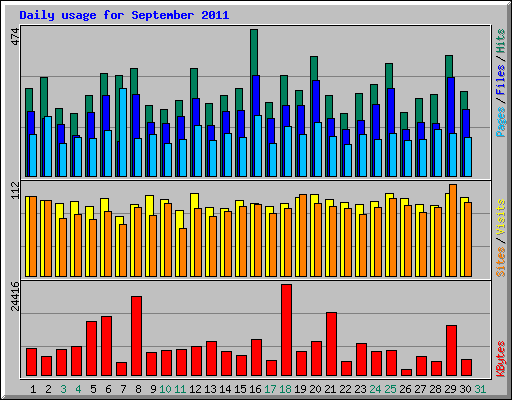 Daily usage for September 2011
474
Pages / Files / Hits
112
Sites / Visits
24416
KBytes
1 2 3 4 5 6 7 8 9 10 11 12 13 14 15 16 17 18 19 20 21 22 23 24 25 26 27 28 29 30 31